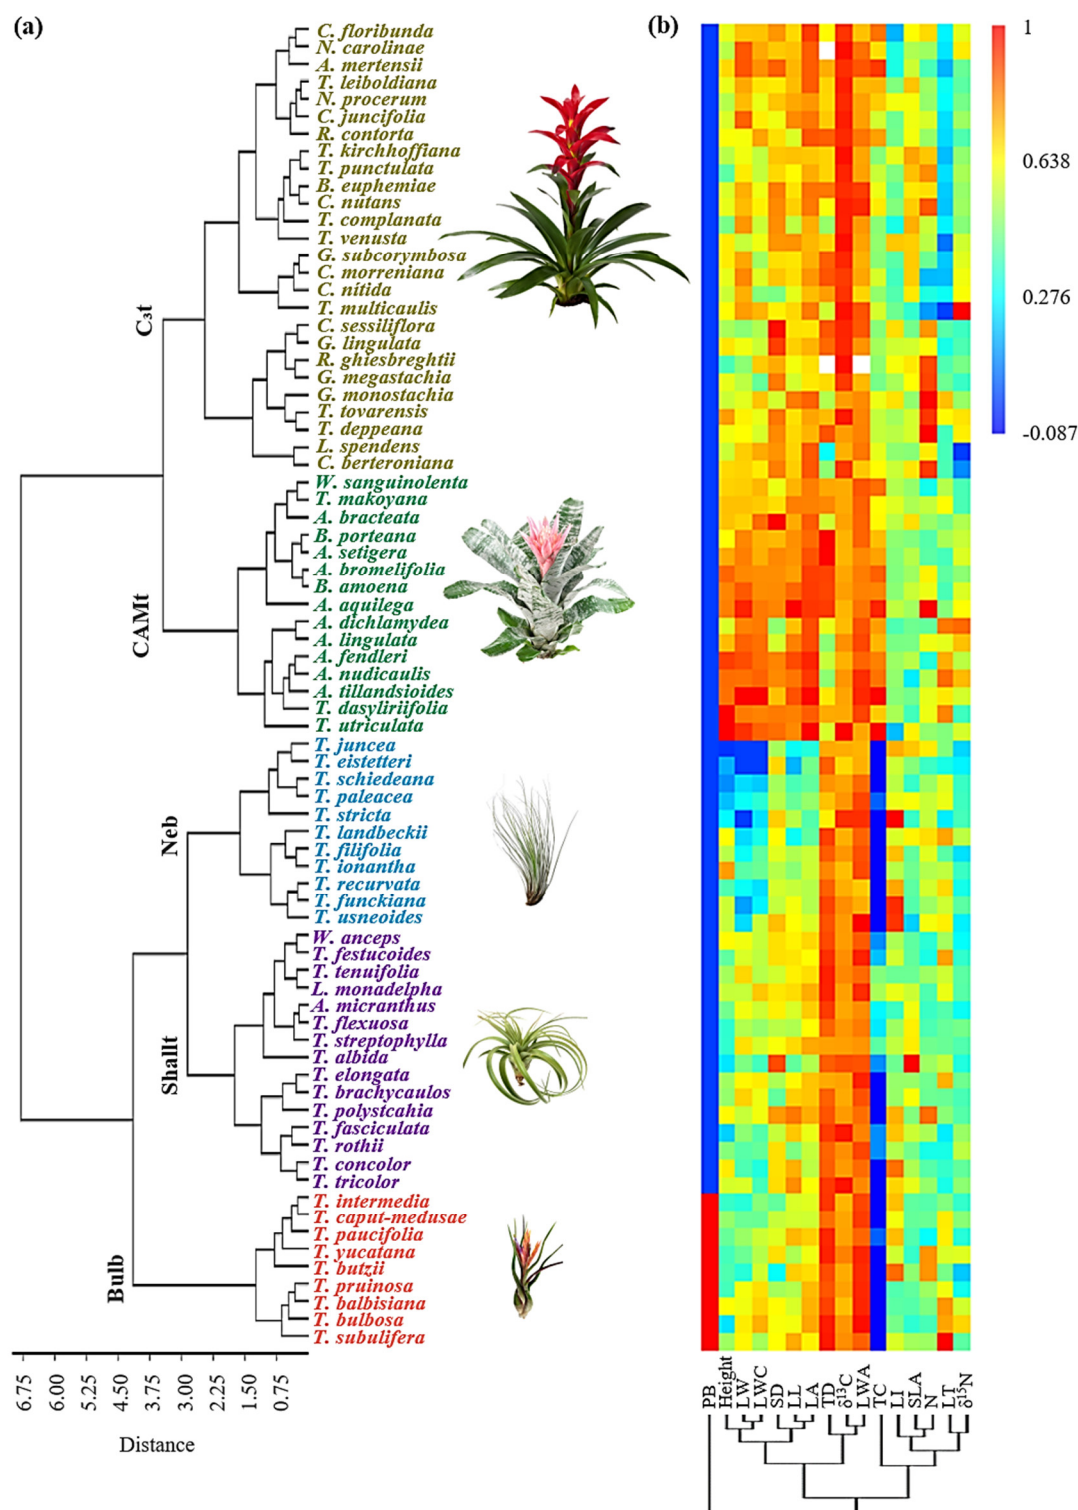 (a)
C. floribunda
N. carolinae
A. mertensii
T. leiboldiana
N. procerum
C. juncifolia
R. contorta
T. kirchhoffiana
T. punctulata
B. euphemiae
C. nutans
T. complanata
T. venusta
G. subcorymbosa
C. morreniana
C. nitida
T. multicaulis
C. sessiliflora
G. lingulata
R. ghiesbreghtii
G. megastachia
G. monostachia
T. tovarensis
T. deppeana
L. spendens
C. berteroniana
W. sanguinolenta
T. makoyana
A. bracteata
B. porteana
A. setigera
A. bromelifolia
B. amoena
A. aquilega
A. dichlamydea
A. lingulata
A. fendleri
A. nudicaulis
A. tillandsioides
T. dasyliriifolia
T. utriculata
T. juncea
T. eistetteri
T. schiedeana
T. paleacea
T. stricta
T. landbeckii
T. filifolia
T. ionantha
T. recurvata
T. funckiana
T. usneoides
W. anceps
T. festucoides
T. tenuifolia
L. monadelpha
A. micranthus
T. flexuosa
T. streptophylla
T. albida
T. elongata
T. brachycaulos
T. polystcahia
T. fasciculata
T. rothii
T. concolor
T. tricolor
T. intermedia
T. caput-medusae
T. paucifolia
T. yucatana
T. butzii
T. pruinosa
T. balbisiana
T. bulbosa
T. subulifera
C₃t
CAMt
Neb
Shallt
Bulb
6.75
6.00
5.25
4.50
3.75
3.00
2.25
1.50
0.75
Distance
(b)
1
0.638
0.276
-0.087
PB
Height
LW
LWC
SD
LL
LA
TD
δ¹³C
LWA
TC
LI
SLA
N
LT
δ¹⁵N